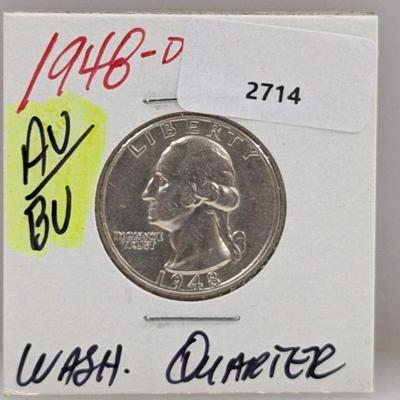 1948-D
2714
AU/BU
LIBERTY
IN GOD WE
TRUST
1948
WASH. QUARTER